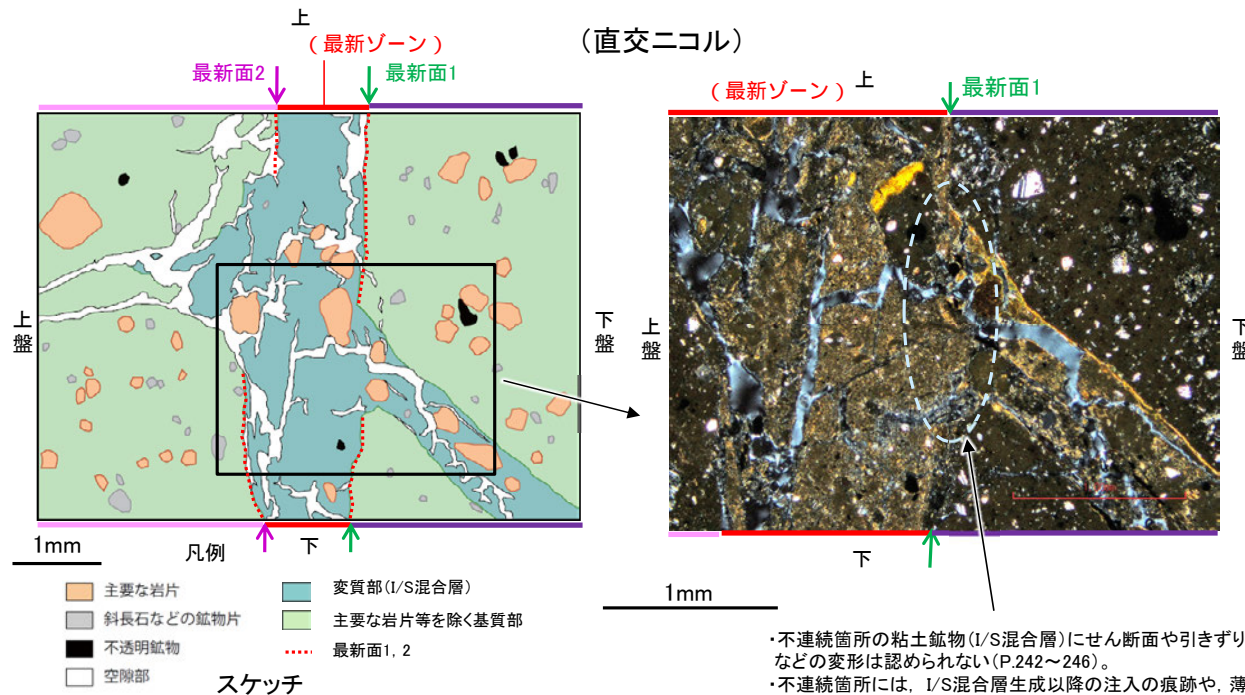 (直交ニコル)
上
(最新ゾーン)
最新面2
最新面1
上盤
下盤
1mm
下
凡例
主要な岩片
斜長石などの鉱物片
不透明鉱物
空隙部
変質部(I/S混合層)
主要な岩片等を除く基質部
最新面1, 2
スケッチ
(最新ゾーン)
上
最新面1
上盤
下盤
下
1mm
・不連続箇所の粘土鉱物(I/S混合層)にせん断面や引きずり
などの変形は認められない(P.242～246)。
・不連続箇所には, I/S混合層生成以降の注入の痕跡や, 薄